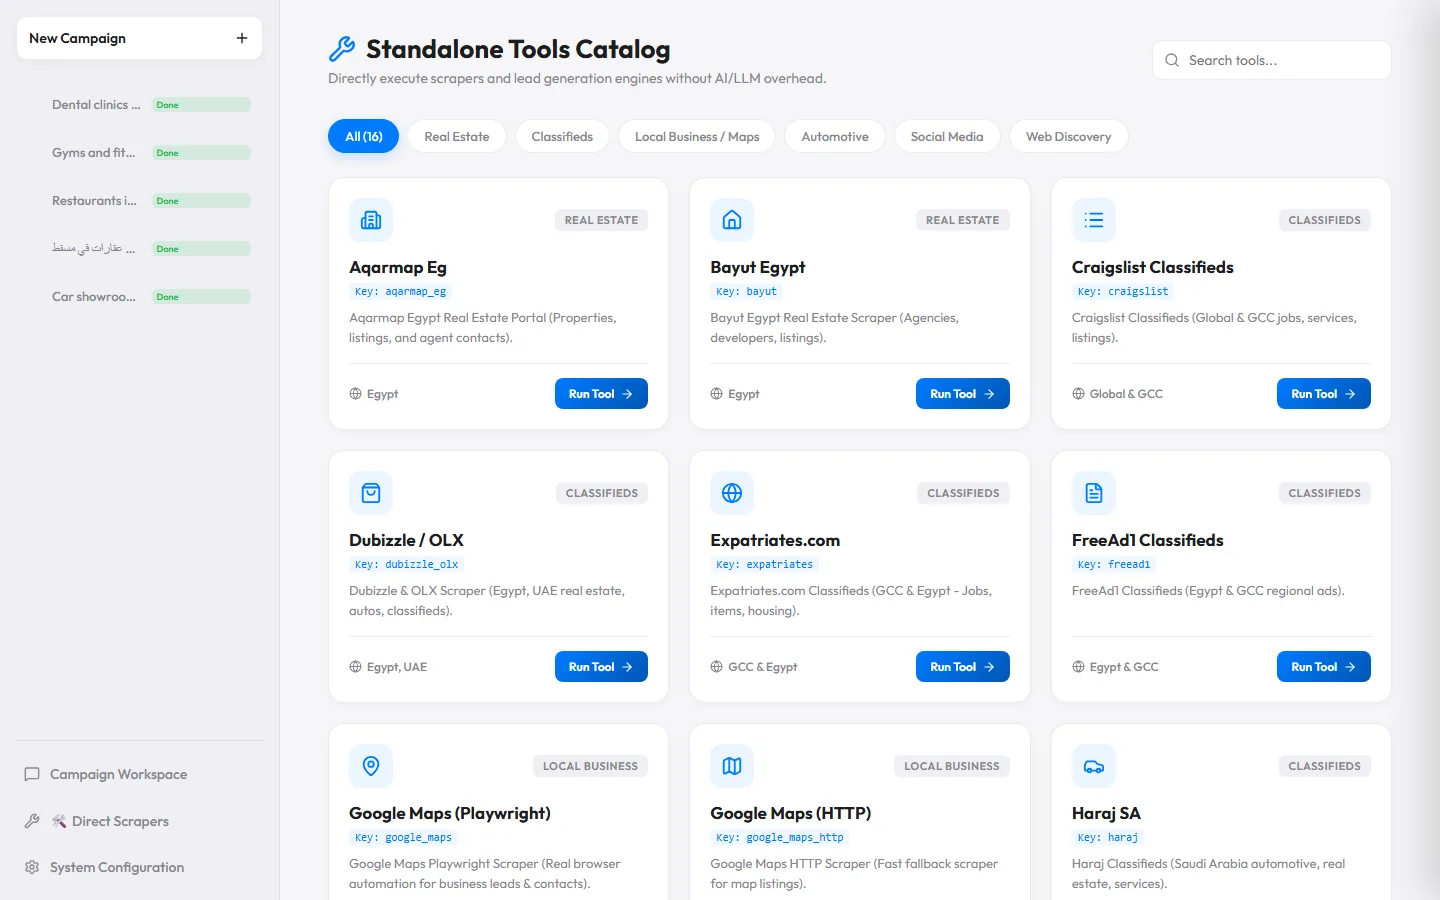 New Campaign
Dental clinics ...
Done
Gyms and fit...
Done
Restaurants i...
Done
عقارات في مسقط ...
Done
Car showroo...
Done
Campaign Workspace
Direct Scrapers
System Configuration
Standalone Tools Catalog
Directly execute scrapers and lead generation engines without AI/LLM overhead.
Search tools...
All (16)
Real Estate
Classifieds
Local Business / Maps
Automotive
Social Media
Web Discovery
REAL ESTATE
Aqarmap Eg
Key: aqarmap_eg
Aqarmap Egypt Real Estate Portal (Properties,
listings, and agent contacts).
Egypt
Run Tool
REAL ESTATE
Bayut Egypt
Key: bayut
Bayut Egypt Real Estate Scraper (Agencies,
developers, listings).
Egypt
Run Tool
CLASSIFIEDS
Craigslist Classifieds
Key: craigslist
Craigslist Classifieds (Global & GCC jobs, services,
listings).
Global & GCC
Run Tool
CLASSIFIEDS
Dubizzle / OLX
Key: dubizzle_olx
Dubizzle & OLX Scraper (Egypt, UAE real estate,
autos, classifieds).
Egypt, UAE
Run Tool
CLASSIFIEDS
Expatriates.com
Key: expatriates
Expatriates.com Classifieds (GCC & Egypt - Jobs,
items, housing).
GCC & Egypt
Run Tool
CLASSIFIEDS
FreeAd1 Classifieds
Key: freead1
FreeAd1 Classifieds (Egypt & GCC regional ads).
Egypt & GCC
Run Tool
LOCAL BUSINESS
Google Maps (Playwright)
Key: google_maps
Google Maps Playwright Scraper (Real browser
automation for business leads & contacts).
LOCAL BUSINESS
Google Maps (HTTP)
Key: google_maps_http
Google Maps HTTP Scraper (Fast fallback scraper
for map listings).
CLASSIFIEDS
Haraj SA
Key: haraj
Haraj Classifieds (Saudi Arabia automotive, real
estate, services).